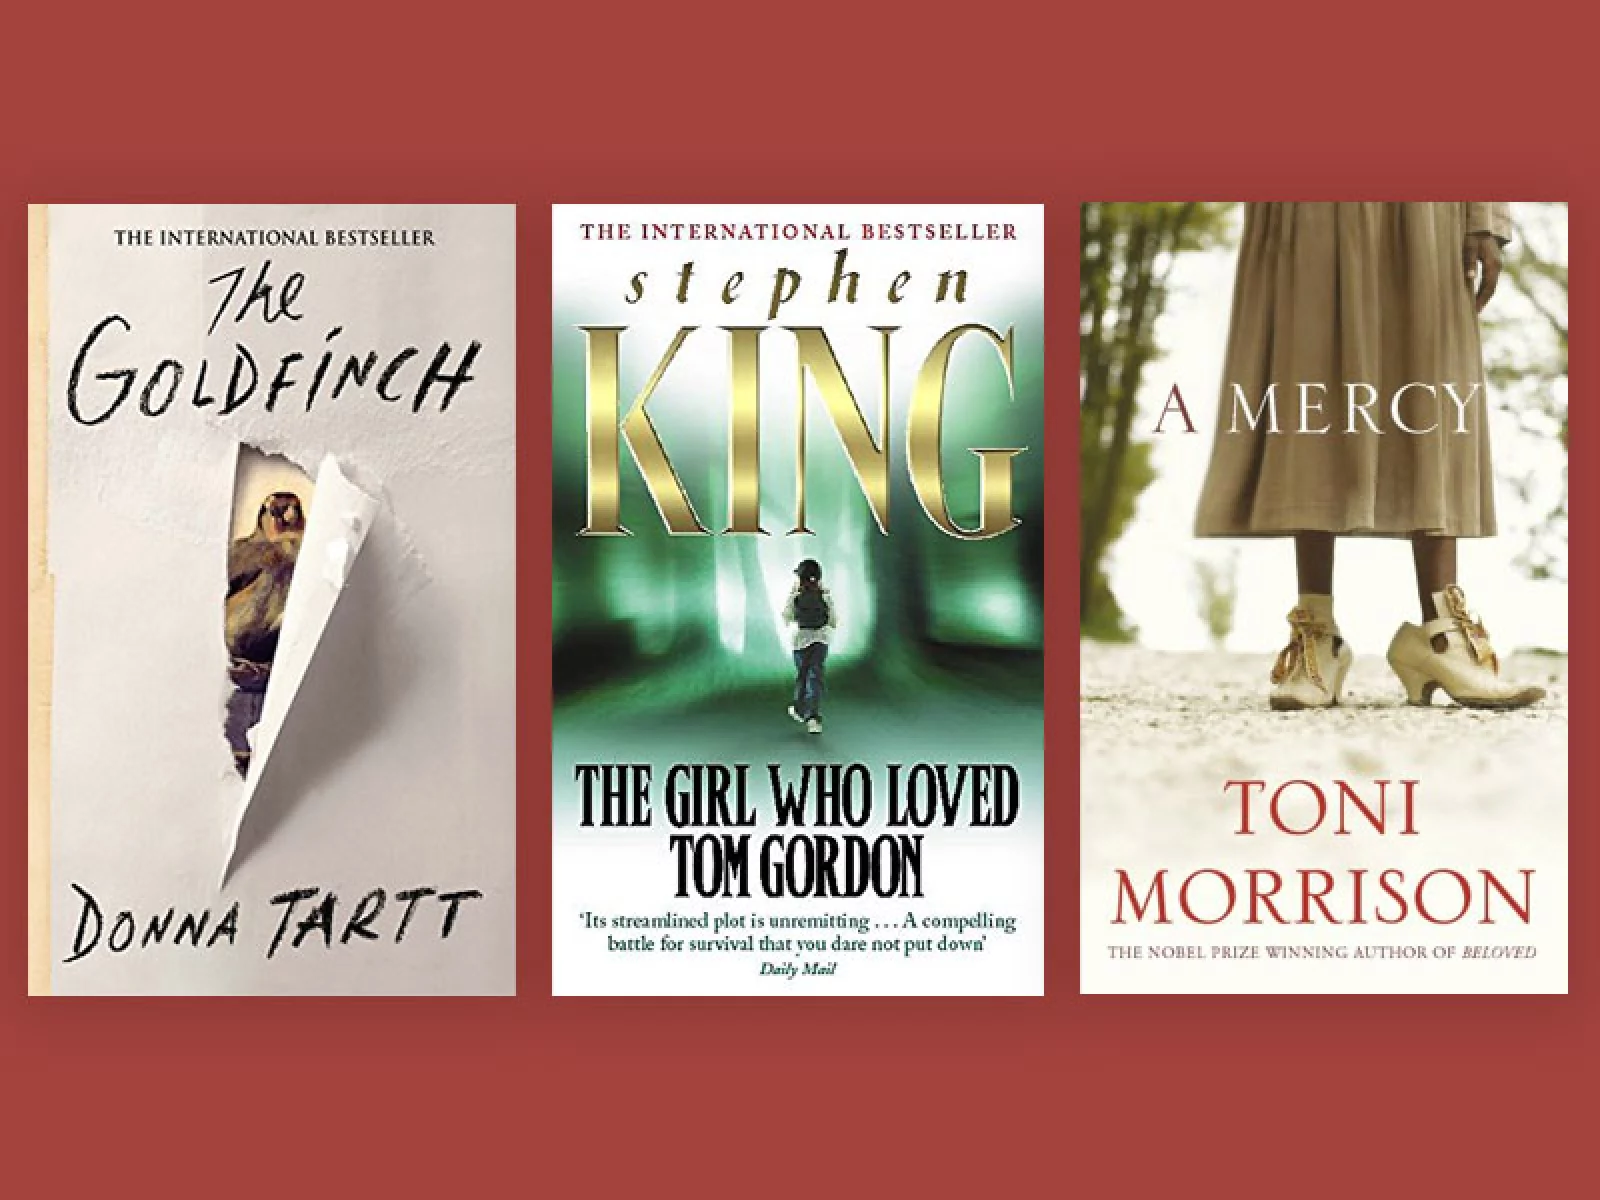 THE INTERNATIONAL BESTSELLER
The
GOLDFINCH
DONNA TARTT
THE INTERNATIONAL BESTSELLER
stephen
KING
THE GIRL WHO LOVED
TOM GORDON
'Its streamlined plot is unremitting ... A compelling
battle for survival that you dare not put down'
Daily Mail
A MERCY
TONI
MORRISON
THE NOBEL PRIZE WINNING AUTHOR OF BELOVED